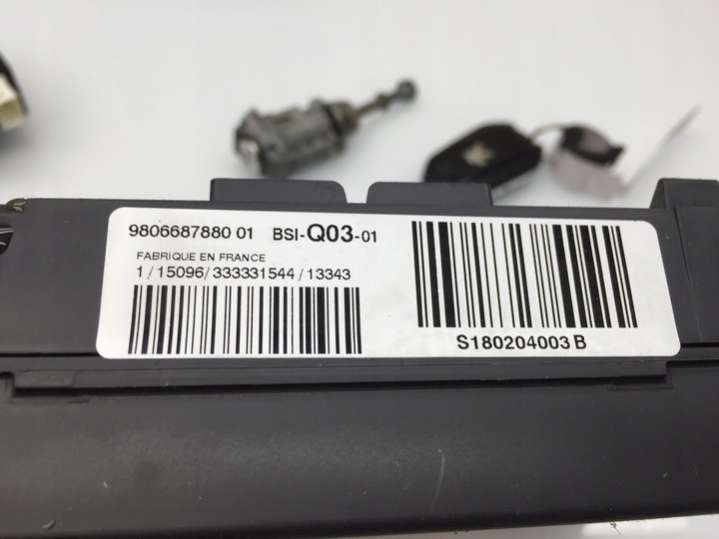 9806687880 01 BSI-Q03-01
FABRIQUE EN FRANCE
1/15096/333331544/13343
S180204003 B